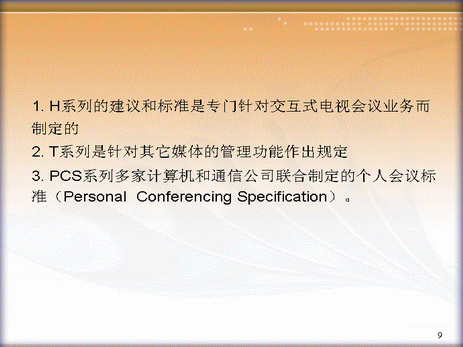 1. H系列的建议和标准是专门针对交互式电视会议业务而
制定的
2. T系列是针对其它媒体的管理功能作出规定
3. PCS系列多家计算机和通信公司联合制定的个人会议标
准（Personal Conferencing Specification）。
9